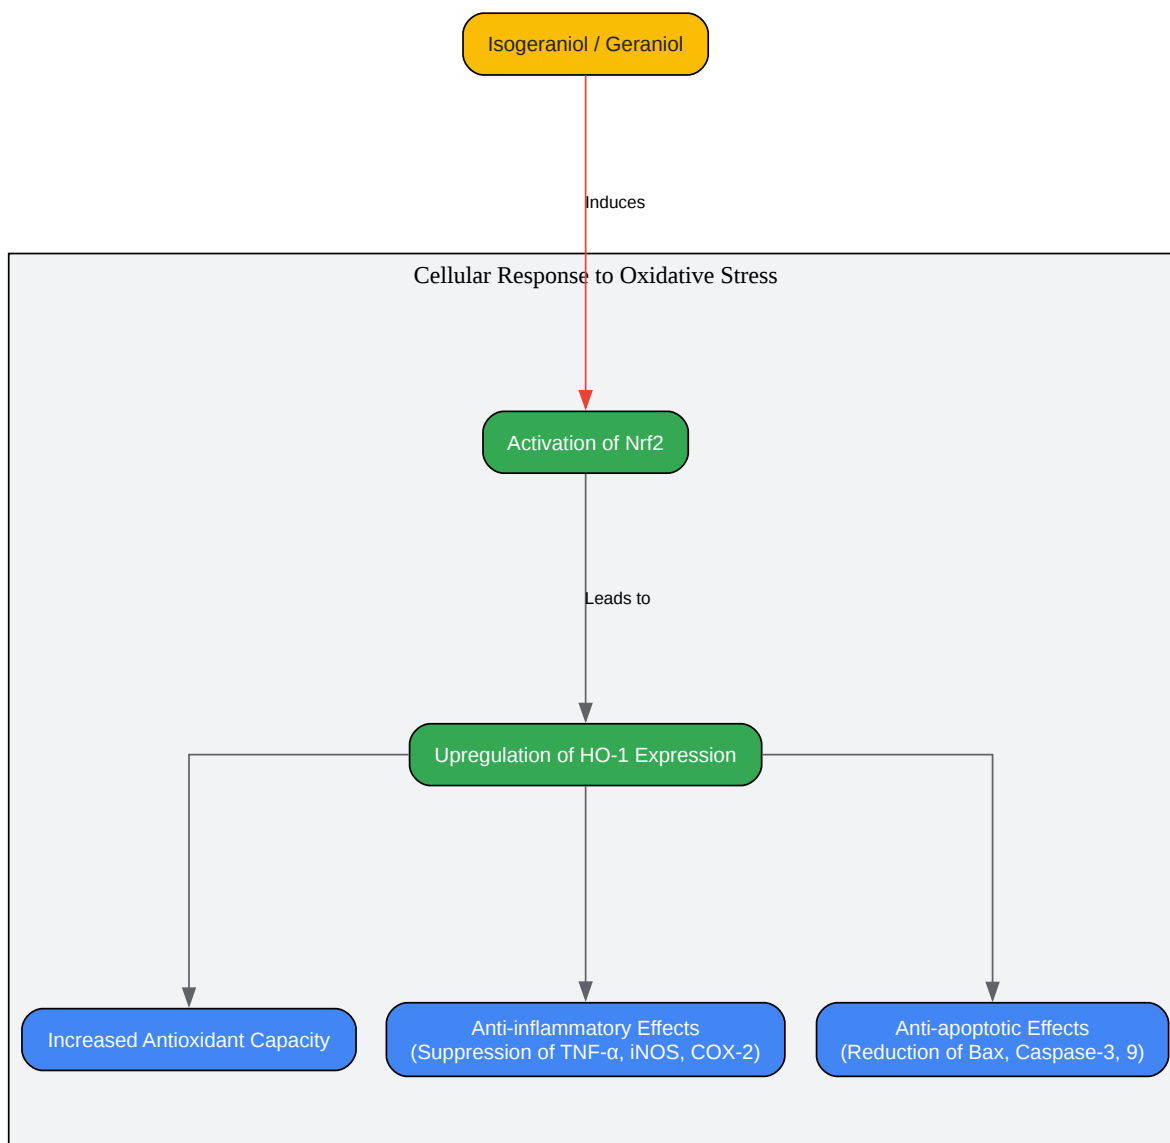 Isogeraniol / Geraniol
Induces
Cellular Response to Oxidative Stress
Activation of Nrf2
Leads to
Upregulation of HO-1 Expression
Increased Antioxidant Capacity
Anti-inflammatory Effects
(Suppression of TNF-α, iNOS, COX-2)
Anti-apoptotic Effects
(Reduction of Bax, Caspase-3, 9)